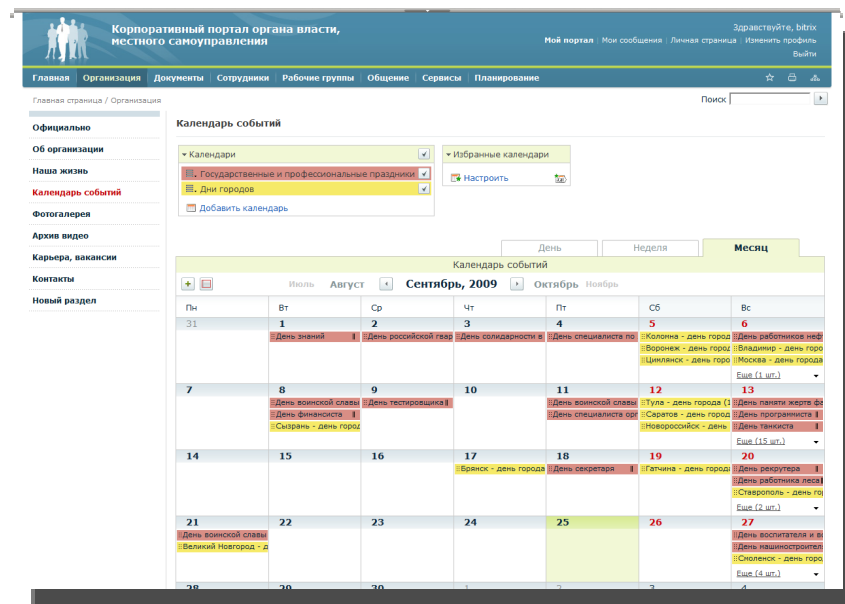 Корпоративный портал органа власти,
местного самоуправления
Здравствуйте, bitrix
Мой портал | Мои сообщения | Личная страница | Изменить профиль
Выйти
Главная Организация Документы Сотрудники Рабочие группы Общение Сервисы Планирование
Главная страница / Организация
Поиск
Официально
Об организации
Наша жизнь
Календарь событий
Фотогалерея
Архив видео
Карьера, вакансии
Контакты
Новый раздел
Календарь событий
Календари
Государственные и профессиональные праздники
Дни городов
Добавить календарь
Избранные календари
Настроить
День Неделя Месяц
Календарь событий
Июль Август Сентябрь, 2009 Октябрь Ноябрь
Пн Вт Ср Чт Пт Сб Вс
31 1 2 3 4 5 6
День знаний День российской гвар День солидарности в День специалиста по Коломна - день город День работников неф
Воронеж - день город Владимир - день горо
Цимлянск - день горо Москва - день города
Еще (1 шт.)
7 8 9 10 11 12 13
День воинской славы День тестировщика День воинской славы Тула - день города (1 День памяти жертв фа
День финансиста День специалиста орг Саратов - день город День программиста
Сызрань - день город Новороссийск - день День танкиста
Еще (15 шт.)
14 15 16 17 18 19 20
Брянск - день города День секретаря Гатчина - день города День рекрутера
День работника леса
Ставрополь - день го
Еще (2 шт.)
21 22 23 24 25 26 27
День воинской славы День воспитателя и в
Великий Новгород - д День машиностроител
Смоленск - день горо
Еще (4 шт.)
28 29 30 1 2 3 4